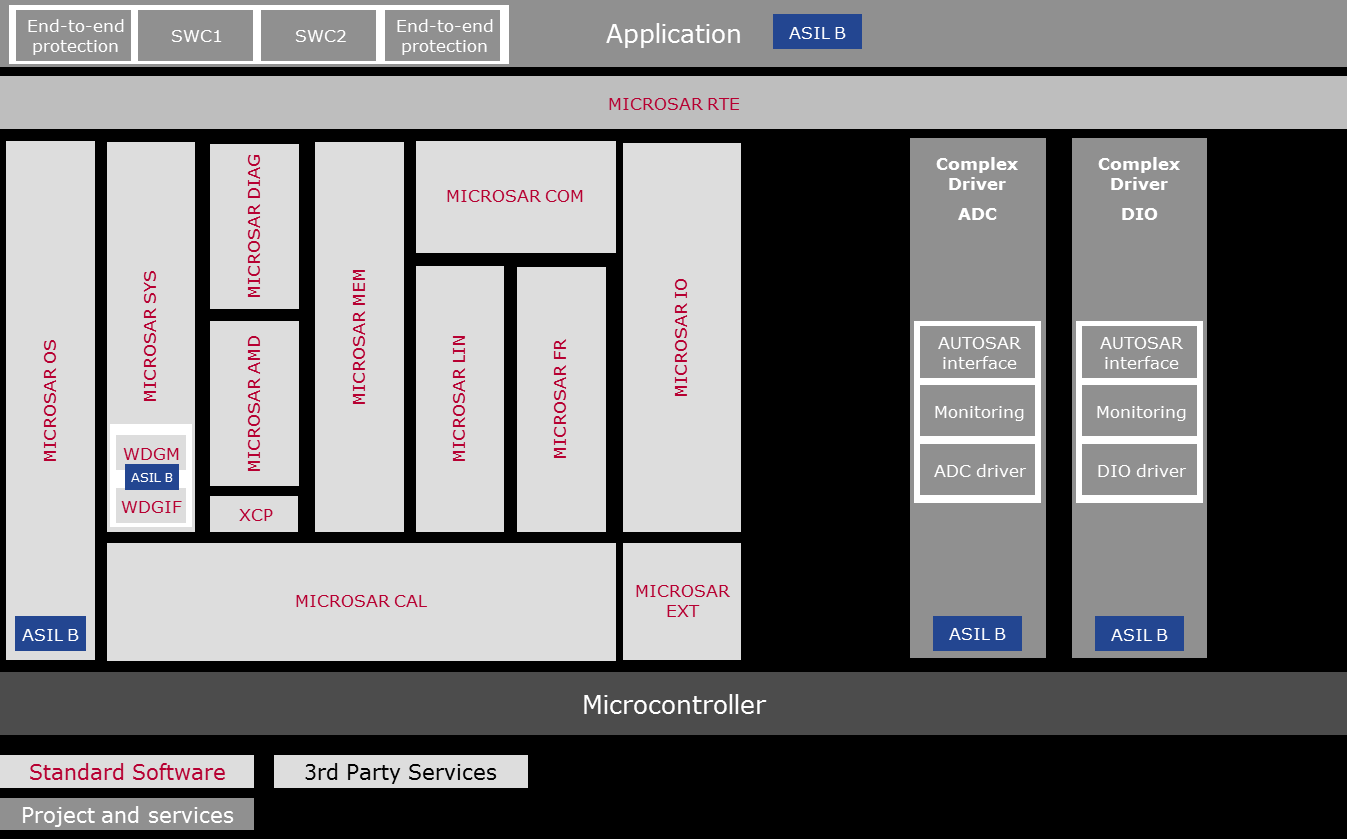 End-to-end
protection
SWC1
SWC2
End-to-end
protection
Application
ASIL B
MICROSAR RTE
MICROSAR OS
ASIL B
MICROSAR SYS
WDGM
ASIL B
WDGIF
MICROSAR DIAG
MICROSAR AMD
XCP
MICROSAR MEM
MICROSAR COM
MICROSAR LIN
MICROSAR FR
MICROSAR IO
MICROSAR CAL
MICROSAR
EXT
Complex
Driver
ADC
AUTOSAR
interface
Monitoring
ADC driver
ASIL B
Complex
Driver
DIO
AUTOSAR
interface
Monitoring
DIO driver
ASIL B
Microcontroller
Standard Software
3rd Party Services
Project and services